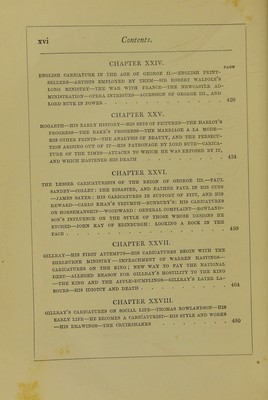 xvi Contents.
CHAPTER XXIV.
PAGE
ENGLISH CARICATURE IN THE AGE OF GEORGE II.—ENGLISH PRINT-
SELLERS—ARTISTS EMPLOYED BY THEM—SIR ROBERT WALPOLE'S
LONG MINISTRY—THE WAR WITH FRANCE—THE NEWCASTLE AD-
MINISTRATION—OPERA INTRIGUES—ACCESSION OF GEORGE III., AND
LORD BUTE IN POWER 420
CHAPTER XXV.
HOGARTH—HIS EARLY HISTORY—HIS SETS OF PICTURES—THE HARLOT'S
PROGRESS—THE RAKE'S PROGRESS—THE MARRIAGE A LA MODE—
HIS OTHER PRINTS—THE ANALYSIS OF BEAUTY, AND THE PERSECU-
TION ARISING OUT OF IT—HIS PATRONAGE BY LORD BUTE—CARICA-
TURE OF THE TIMES—ATTACKS TO WHICH HE WAS EXPOSED BY IT,
AND WHICH HASTENED HIS DEATH 434
CHAPTER XXVI.
THE LESSER CARICATURISTS OF THE REIGN OF GEORGE III.—PAUL
SANDBY—COLLET: THE DISASTER, AND FATHER PAUL IN HIS CUPS
—JAMES SAYER: HIS CARICATURES IN SUPPORT OF PITT, AND HIS
REWARD—CARLO KHAN'S TRIUMPH—BUNBURY'S: HIS CARICATURES
ON HORSEMANSHIP—WOODWARD: GENERAL COMPLAINT—ROWLAND-
SON'S INFLUENCE ON THE STYLE OF THOSE WHOSE DESIGNS HE
ETCHED—JOHN KAY OF EDINBURGH: LOOKING A ROCK IN THE
FACE 450
CHAPTER XXVII.
GILLRAY—HIS FIRST ATTEMPTS—HIS CARICATURES BEGIN WITH THE
SHELBURNE MINISTRY—IMPEACHMENT OF WARREN HASTINGS—
CARICATURES ON THE KING; NEW WAY TO PAY THE NATIONAL
DEBT—ALLEGED REASON FOR GILLRAY'S HOSTILITY TO THE KING
—THE KING AND THE APPLE-DUMPLINGS—GILLRAY'S LATER LA-
BOURS—HIS IDIOTCY AND DEATH 464
CHAPTER XXVIII.
GILLRAY'S CARICATURES ON SOCIAL LIFE—THOMAS ROWLANDSON—HIS
EARLY LIFE—HE BECOMES A CARICATURIST—HIS STYLE AND WORKS
—HIS DRAWINGS—THE CRUIKSHANKS 480